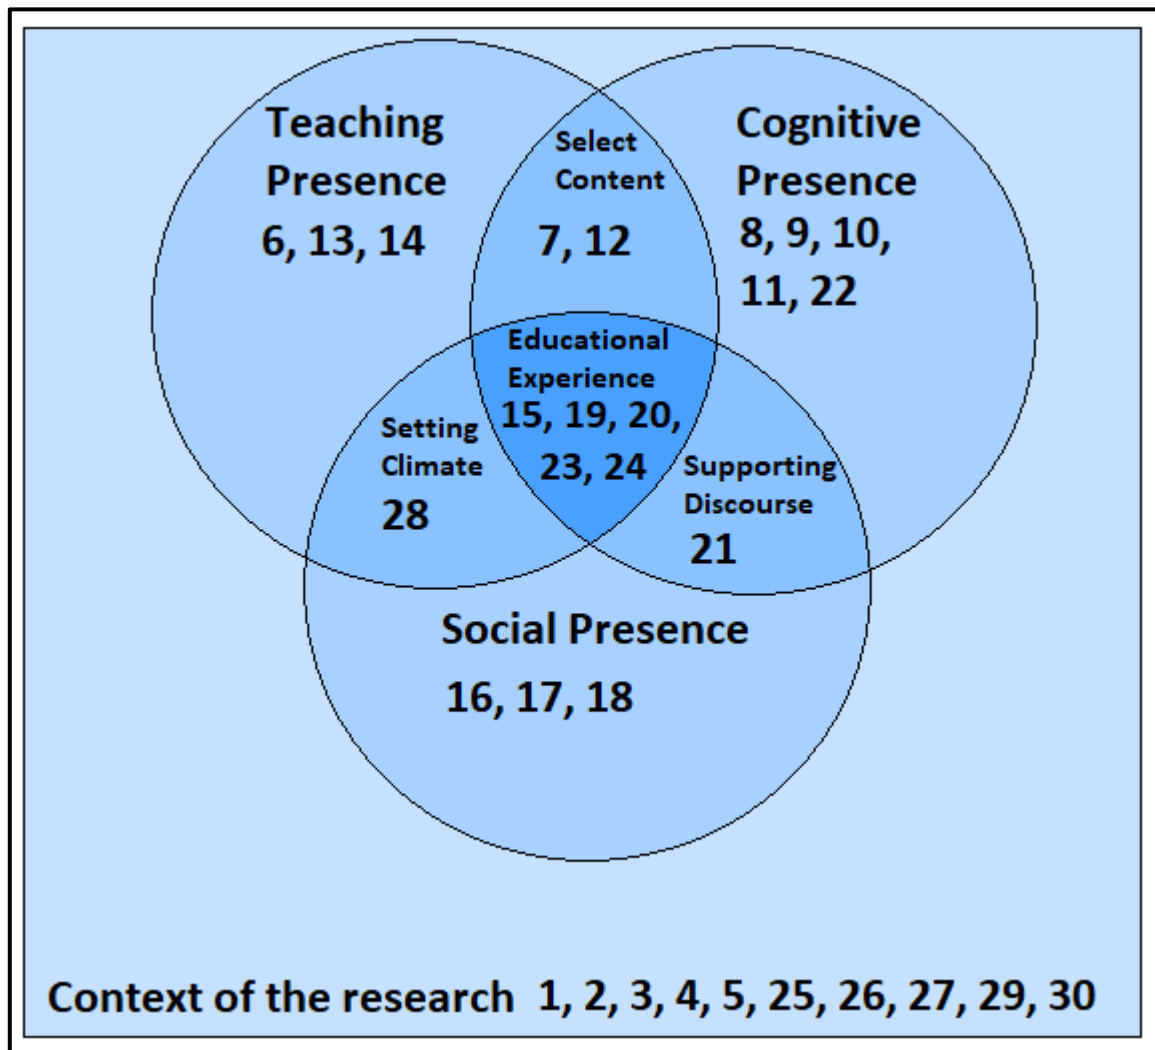 Teaching
Presence
6, 13, 14
Select
Content
7, 12
Cognitive
Presence
8, 9, 10,
11, 22
Educational
Experience
15, 19, 20,
23, 24
Setting
Climate
28
Supporting
Discourse
21
Social Presence
16, 17, 18
Context of the research 1, 2, 3, 4, 5, 25, 26, 27, 29, 30